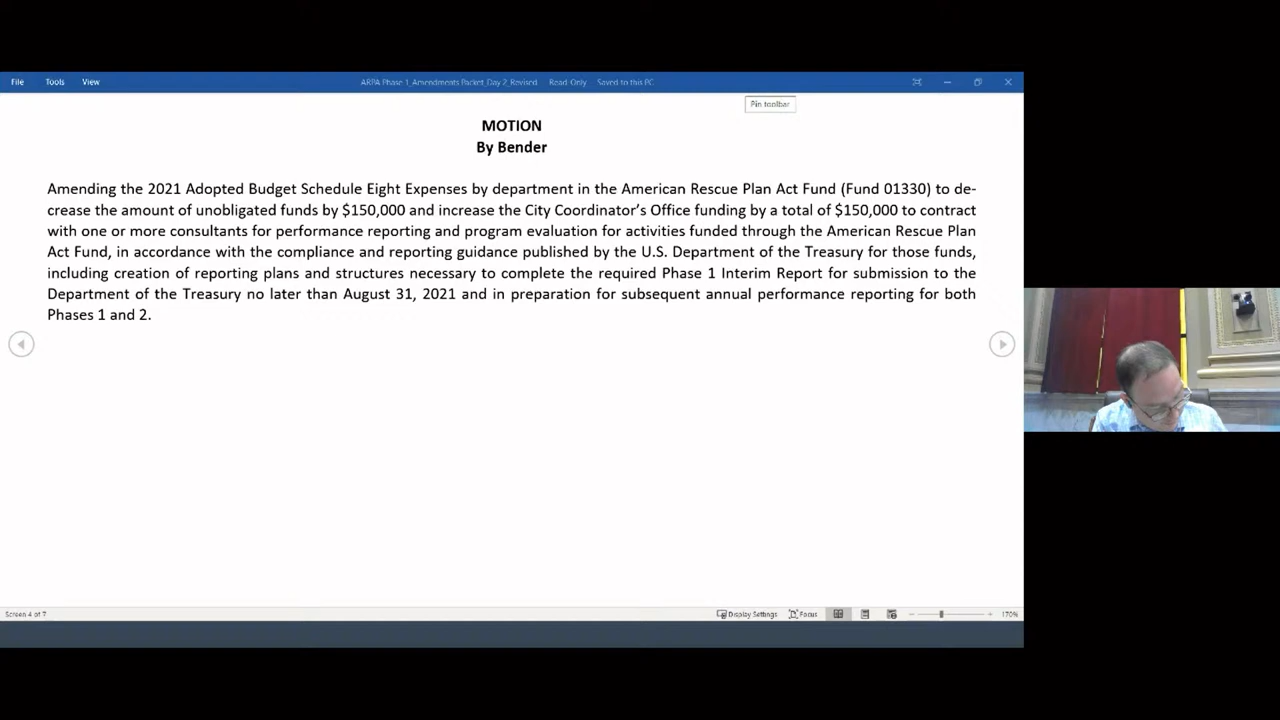 File Tools View ARPA Phase 1_Amendments Packet_Day 2_Revised Read-Only Saved to this PC
Pin toolbar
MOTION
By Bender
Amending the 2021 Adopted Budget Schedule Eight Expenses by department in the American Rescue Plan Act Fund (Fund 01330) to de-
crease the amount of unobligated funds by $150,000 and increase the City Coordinator’s Office funding by a total of $150,000 to contract
with one or more consultants for performance reporting and program evaluation for activities funded through the American Rescue Plan
Act Fund, in accordance with the compliance and reporting guidance published by the U.S. Department of the Treasury for those funds,
including creation of reporting plans and structures necessary to complete the required Phase 1 Interim Report for submission to the
Department of the Treasury no later than August 31, 2021 and in preparation for subsequent annual performance reporting for both
Phases 1 and 2.
Screen 4 of 7 Display Settings Focus 170%